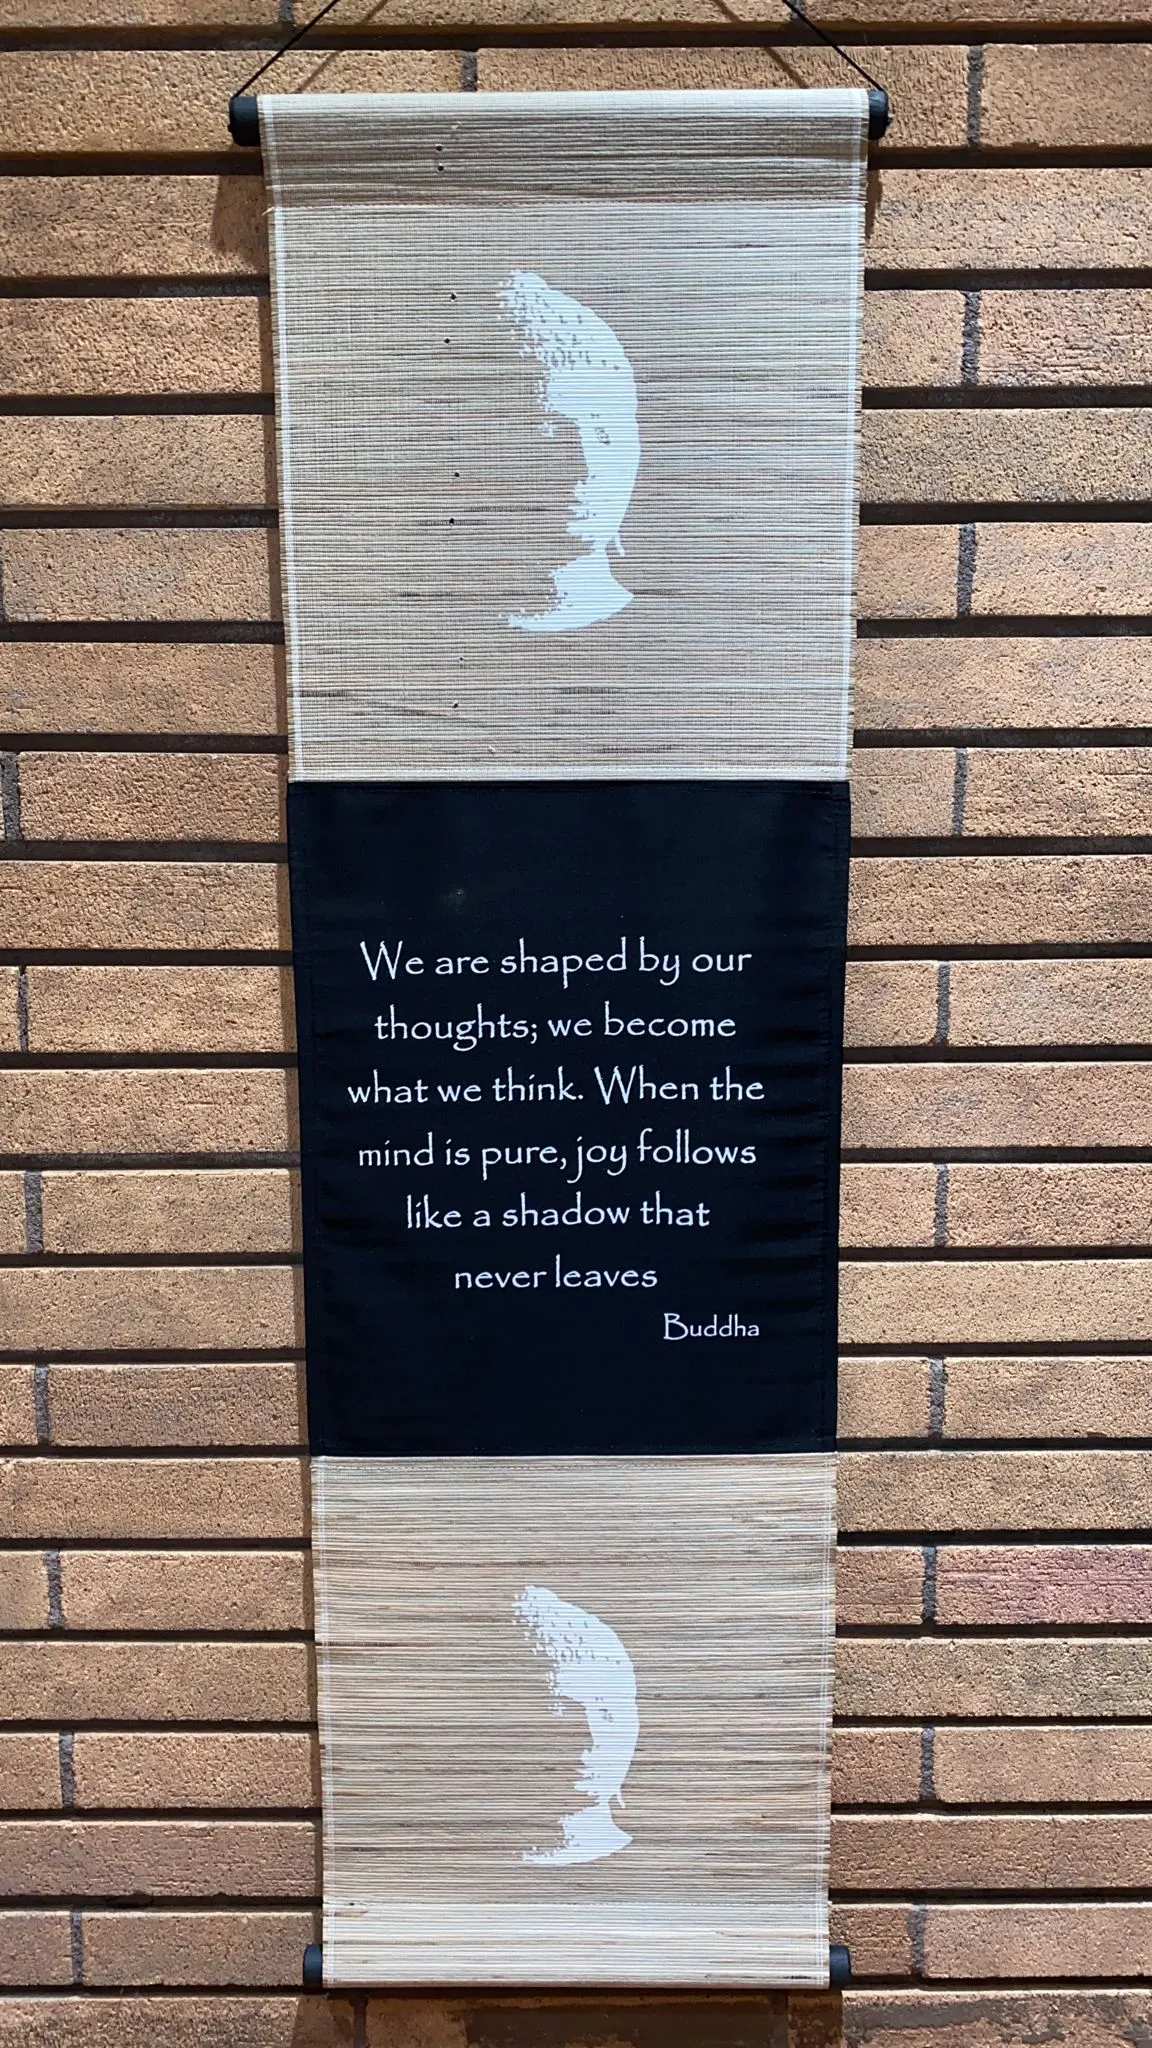 We are shaped by our
thoughts; we become
what we think. When the
mind is pure, joy follows
like a shadow that
never leaves
Buddha